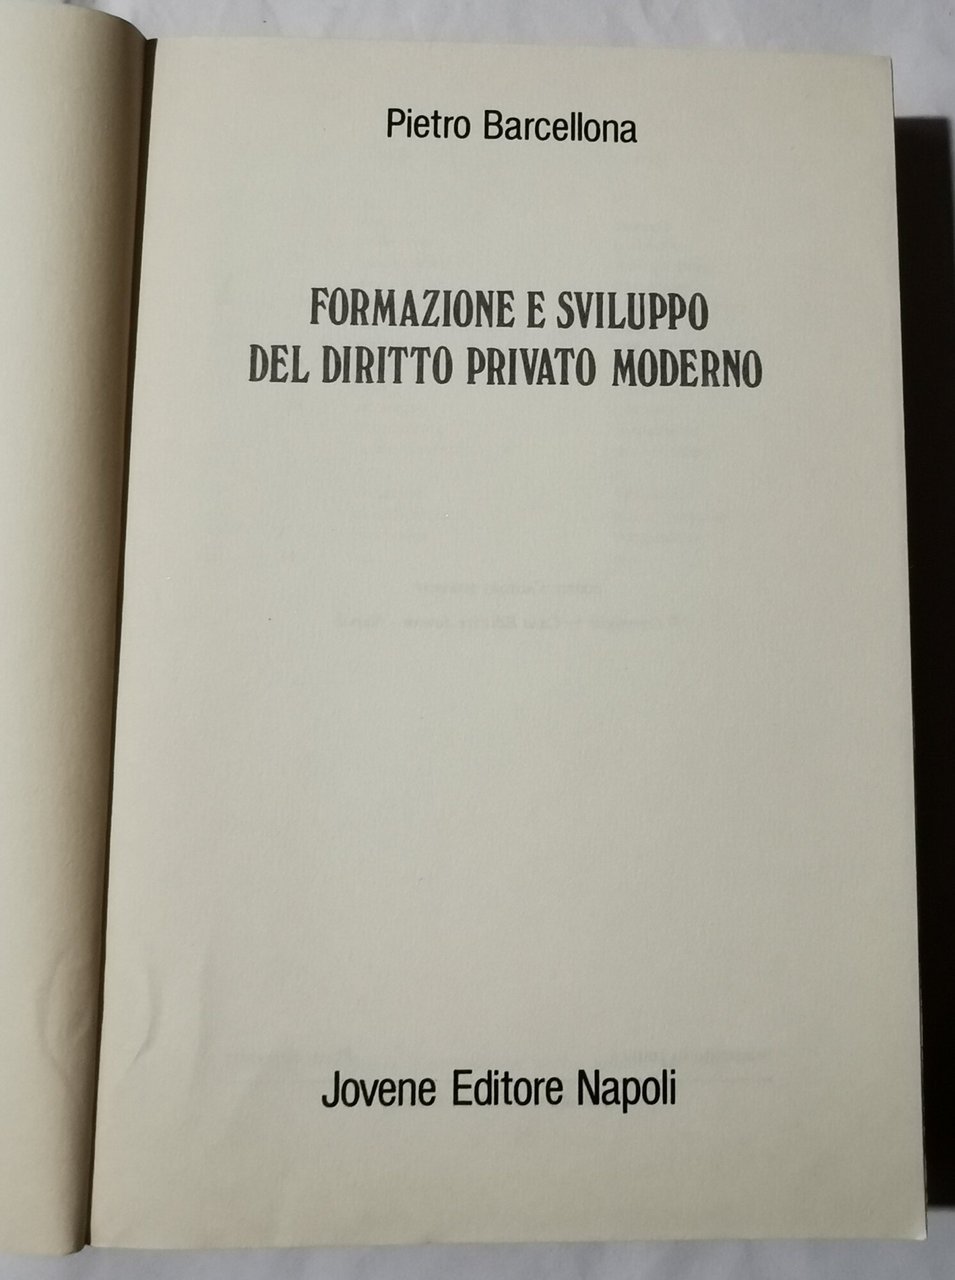 Pietro Barcellona
FORMAZIONE E SVILUPPO
DEL DIRITTO PRIVATO MODERNO
Jovene Editore Napoli